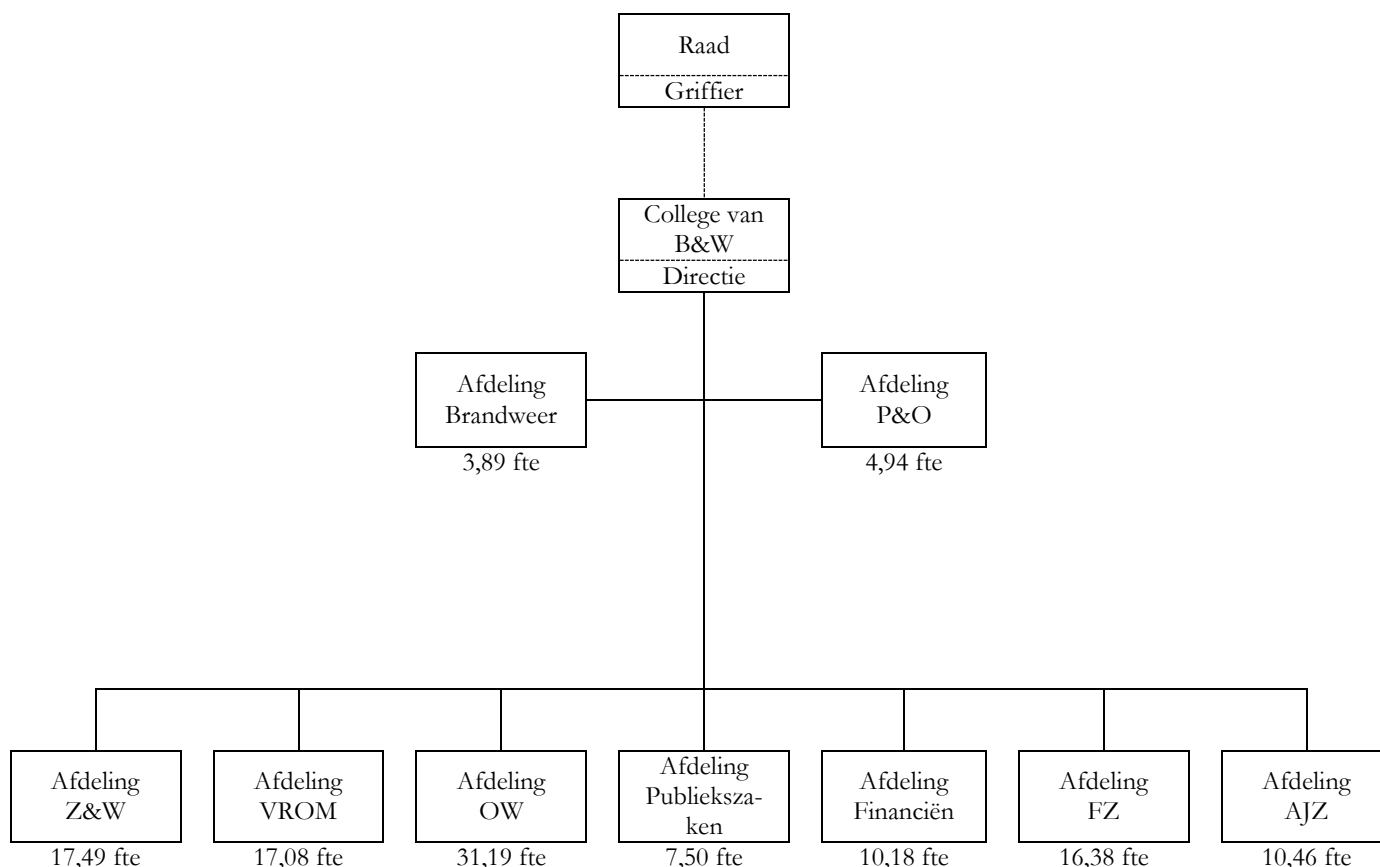 Raad
Griffier
College van
B&W
Directie
Afdeling
Brandweer
3,89 fte
Afdeling
P&O
4,94 fte
Afdeling
Z&W
17,49 fte
Afdeling
VROM
17,08 fte
Afdeling
OW
31,19 fte
Afdeling
Publieksza-
ken
7,50 fte
Afdeling
Financiën
10,18 fte
Afdeling
FZ
16,38 fte
Afdeling
AJZ
10,46 fte